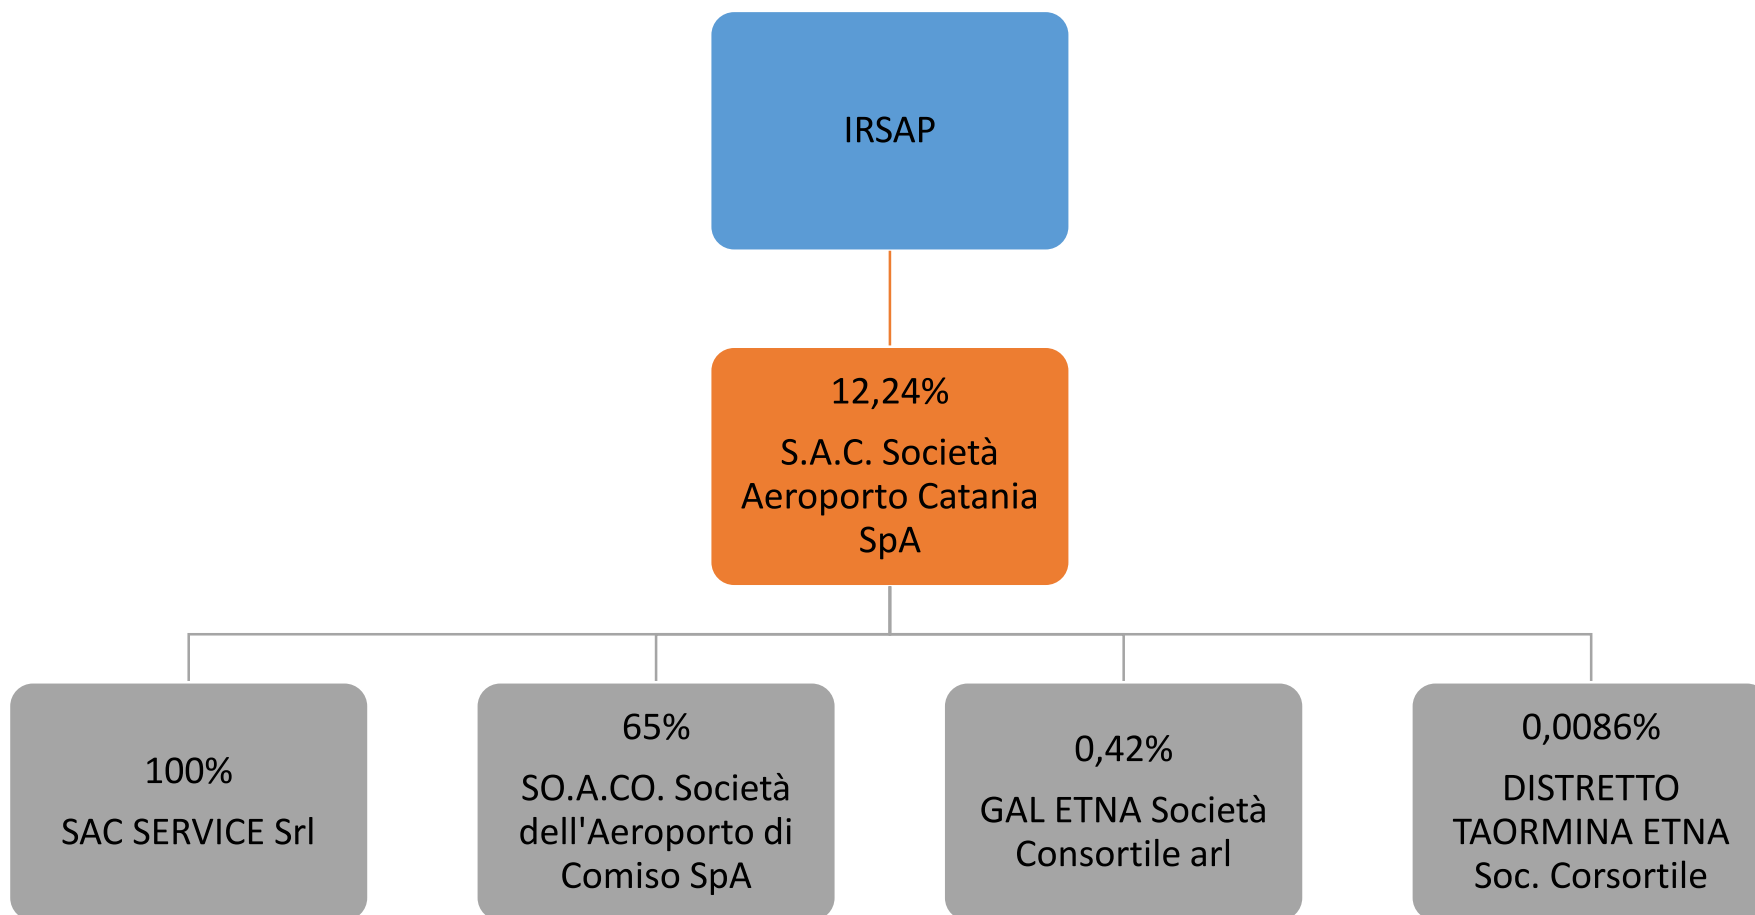 IRSAP
12,24%
S.A.C. Società
Aeroporto Catania
SpA
100%
SAC SERVICE Srl
65%
SO.A.CO. Società
dell'Aeroporto di
Comiso SpA
0,42%
GAL ETNA Società
Consortile arl
0,0086%
DISTRETTO
TAORMINA ETNA
Soc. Corsortile